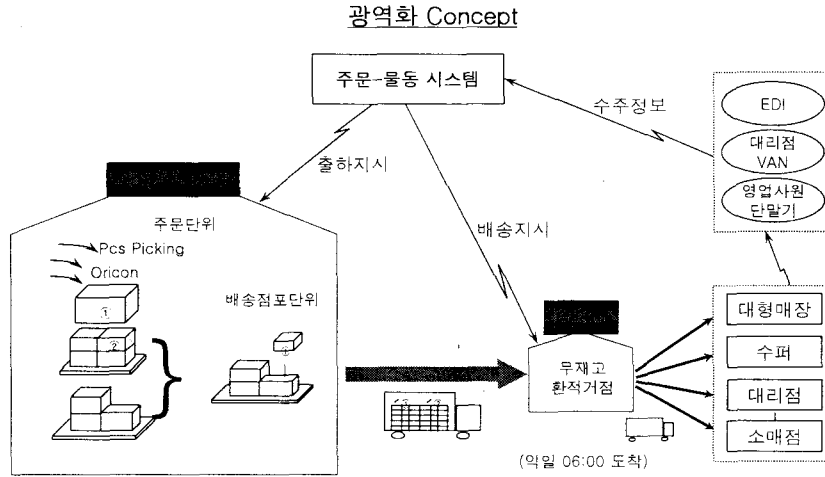 광역화 Concept
주문-물동 시스템
수주정보
EDI
대리점
VAN
영업사원
단말기
출하지시
배송지시
주문단위
Pcs Picking
Oricon
①
②
배송점포단위
무재고
환적거점
(익일 06:00 도착)
대형매장
수퍼
대리점
소매점